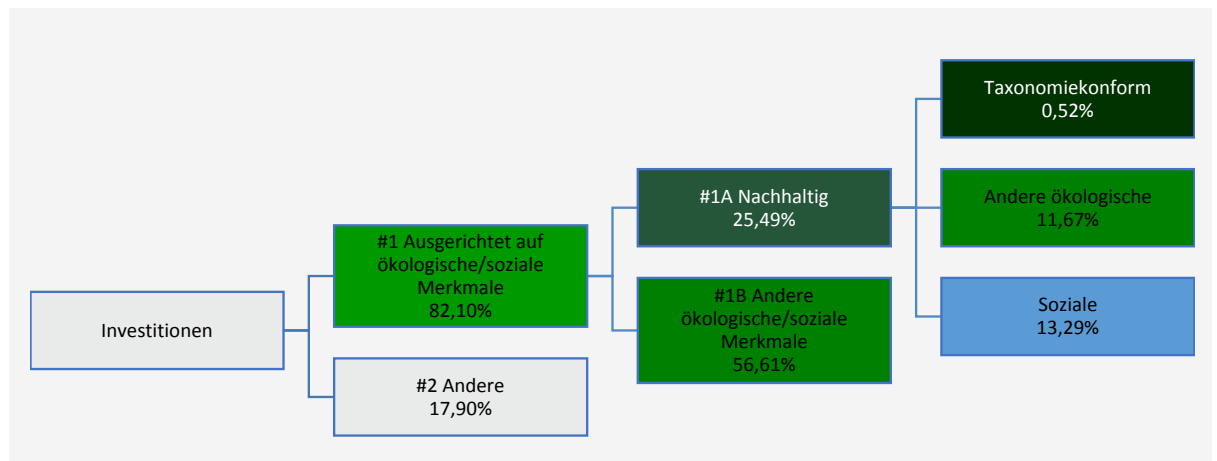 Investitionen
#1 Ausgerichtet auf
ökologische/soziale
Merkmale
82,10%
#2 Andere
17,90%
#1A Nachhaltig
25,49%
#1B Andere
ökologische/soziale
Merkmale
56,61%
Taxonomiekonform
0,52%
Andere ökologische
11,67%
Soziale
13,29%